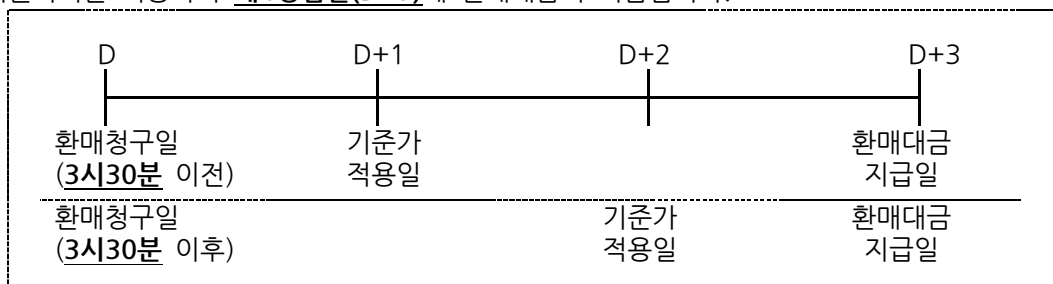 D D+1 D+2 D+3
환매청구일 기준가 환매대금
(3시30분 이전) 적용일 지급일
환매청구일 기준가 환매대금
(3시30분 이후) 적용일 지급일